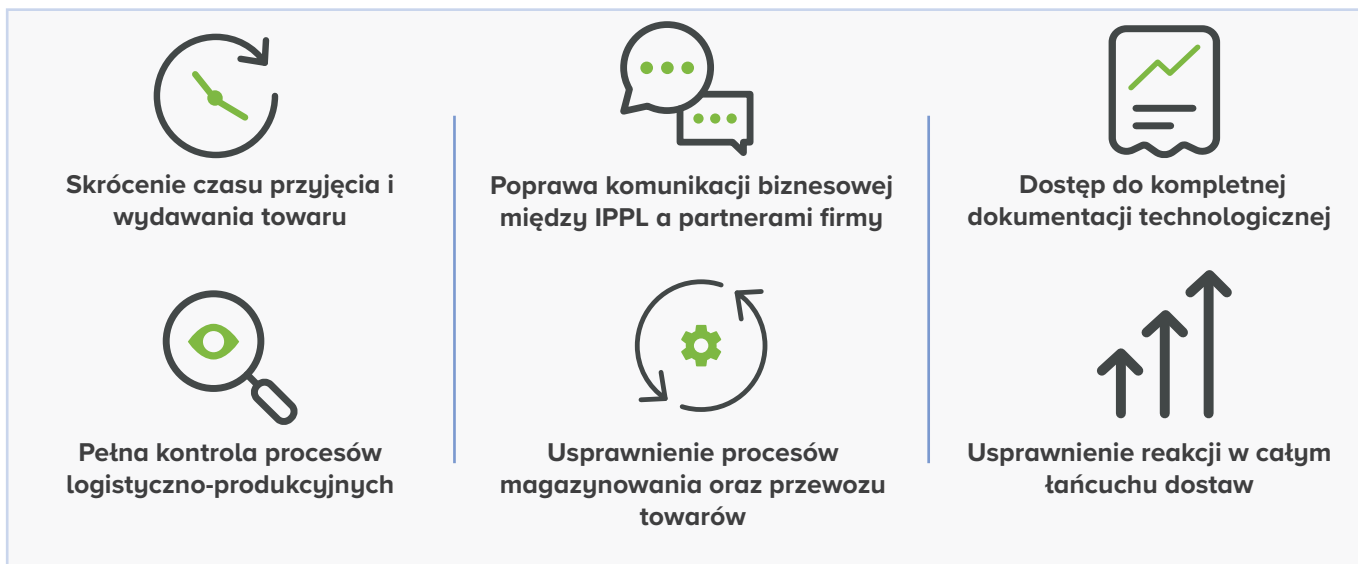 Skrócenie czasu przyjęcia i
wydawania towaru
Poprawa komunikacji biznesowej
między IPPL a partnerami firmy
Dostęp do kompletnej
dokumentacji technologicznej
Pełna kontrola procesów
logistyczno-produkcyjnych
Usprawnienie procesów
magazynowania oraz przewozu
towarów
Usprawnienie reakcji w całym
łańcuchu dostaw